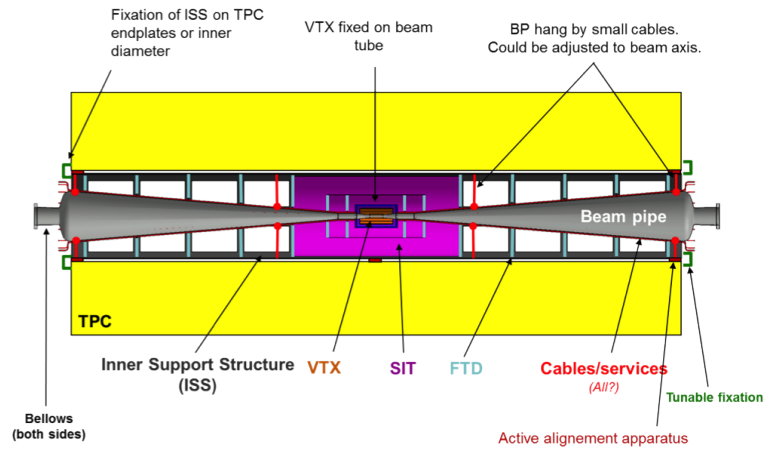 Fixation of ISS on TPC
endplates or inner
diameter
VTX fixed on beam
tube
BP hang by small cables.
Could be adjusted to beam axis.
Beam pipe
TPC
Inner Support Structure
(ISS)
VTX
SIT
FTD
Cables/services
(All?)
Tunable fixation
Bellows
(both sides)
Active alignement apparatus